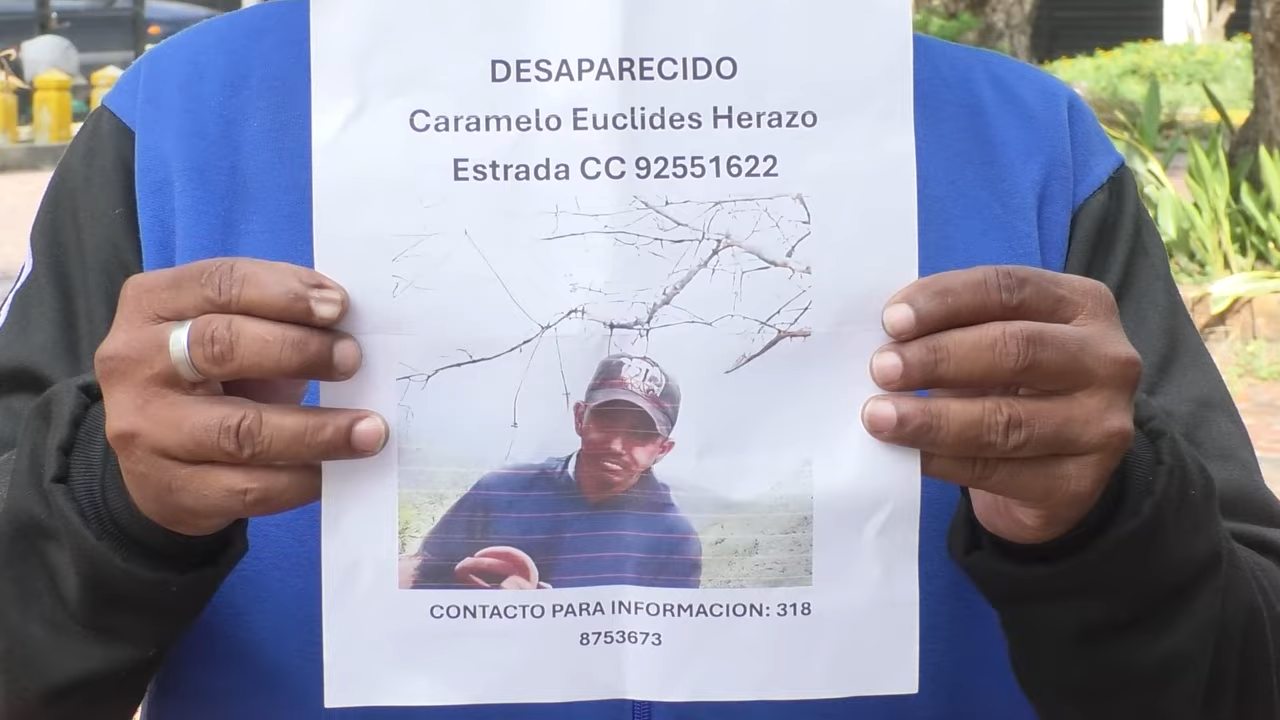 DESAPARECIDO
Caramelo Euclides Herazo
Estrada CC 92551622
CONTACTO PARA INFORMACION: 318
8753673